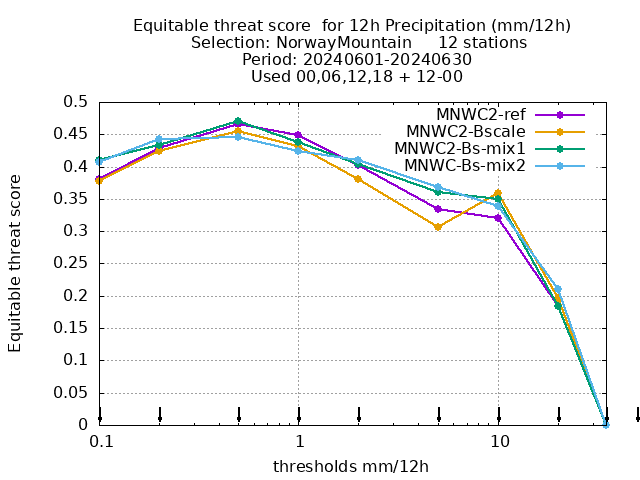 Equitable threat score  for 12h Precipitation (mm/12h)
Selection: NorwayMountain     12 stations
Period: 20240601-20240630
Used 00,06,12,18 + 12-00
MNWC2-ref
MNWC2-Bscale
MNWC2-Bs-mix1
MNWC-Bs-mix2
Equitable threat score
0.5
0.45
0.4
0.35
0.3
0.25
0.2
0.15
0.1
0.05
0
0.1
1
10
thresholds mm/12h